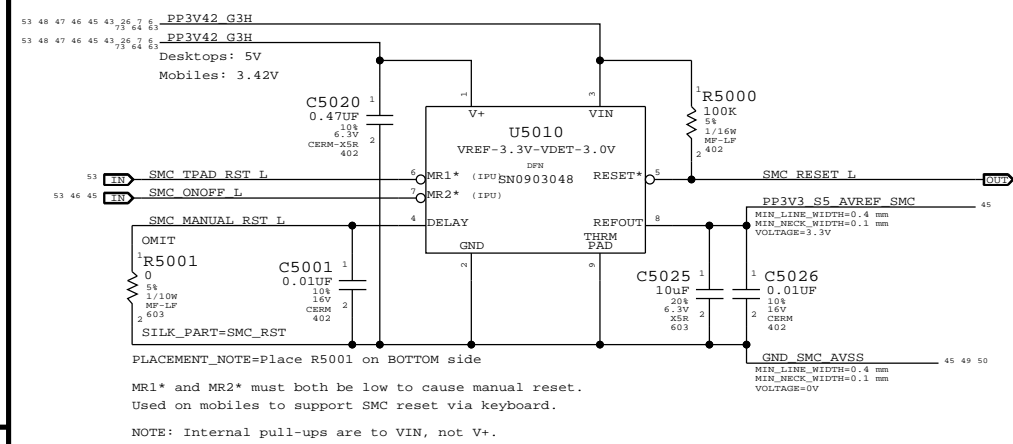 53 48 47 46 45 43 26 7 6 PP3V42_G3H
73 64 63
53 48 47 46 45 43 26 7 6 PP3V42_G3H
73 64 63
Desktops: 5V
Mobiles: 3.42V
C5020 1
0.47UF
10%
6.3V
CERM-X5R 2
402
1
V+
3
VIN
U5010
VREF-3.3V-VDET-3.0V
DFN
SN0903048
1
R5000
100K
5%
1/16W
MF-LF
2 402
53 IN SMC_TPAD_RST_L 6 MR1* (IPU)
RESET* 5 SMC_RESET_L OUT
53 46 45 IN SMC_ONOFF_L 7 MR2* (IPU)
SMC_MANUAL_RST_L 4 DELAY
REFOUT 8
PP3V3_S5_AVREF_SMC 45
MIN_LINE_WIDTH=0.4 mm
MIN_NECK_WIDTH=0.1 mm
VOLTAGE=3.3V
GND
2
THRM
PAD
9
OMIT
1 R5001
0
5%
1/10W
MF-LF
2 603
SILK_PART=SMC_RST
C5001 1
0.01UF
10%
16V 2
CERM
402
C5025 1
10uF
20%
6.3V 2
X5R
603
1 C5026
0.01UF
10%
2 16V
CERM
402
PLACEMENT_NOTE=Place R5001 on BOTTOM side
GND_SMC_AVSS 45 49 50
MIN_LINE_WIDTH=0.4 mm
MIN_NECK_WIDTH=0.1 mm
VOLTAGE=0V
MR1* and MR2* must both be low to cause manual reset.
Used on mobiles to support SMC reset via keyboard.
NOTE: Internal pull-ups are to VIN, not V+.